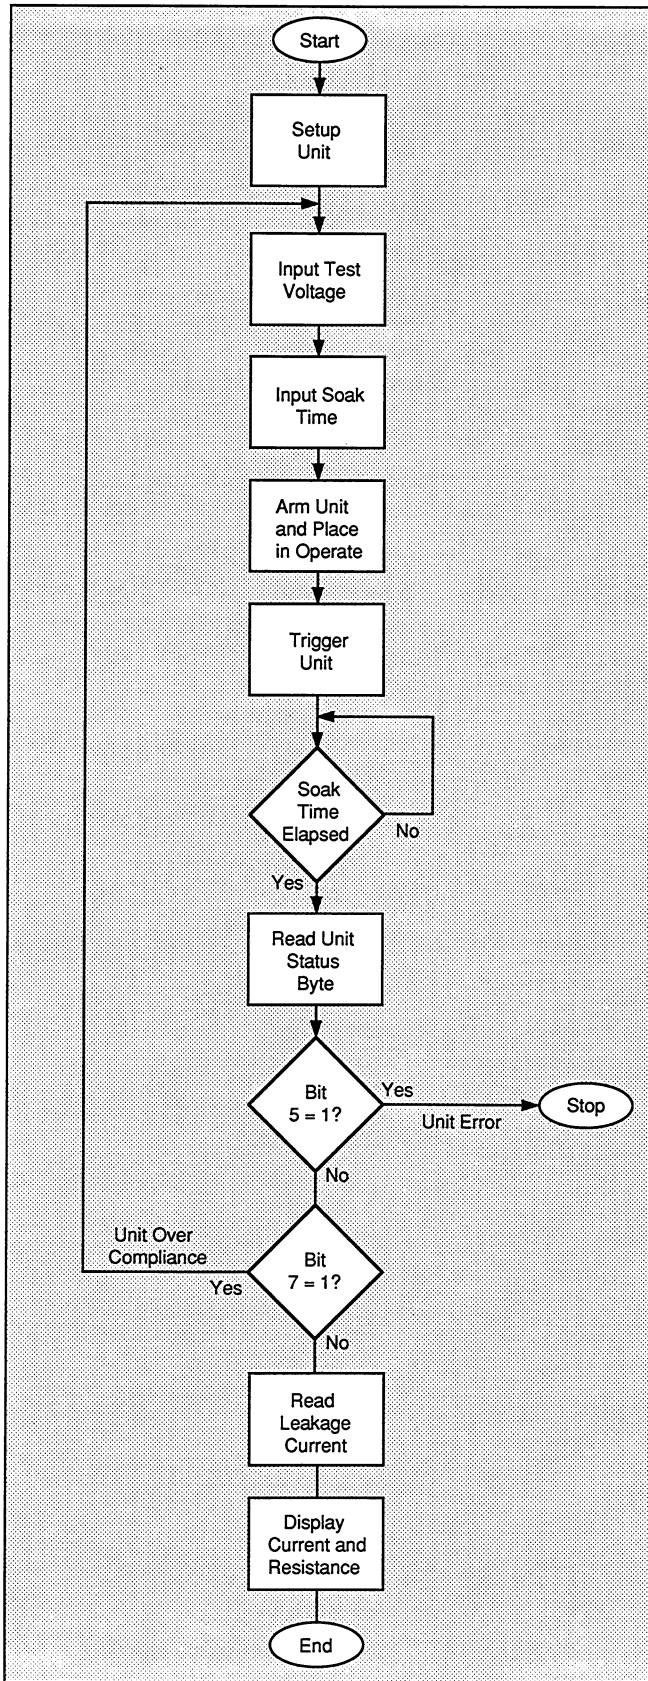 Start
Setup
Unit
Input Test
Voltage
Input Soak
Time
Arm Unit
and Place
in Operate
Trigger
Unit
Soak
Time
Elapsed
No
Yes
Read Unit
Status
Byte
Bit
5 = 1?
Yes
Unit Error
Stop
No
Unit Over
Compliance
Yes
Bit
7 = 1?
No
Read
Leakage
Current
Display
Current and
Resistance
End